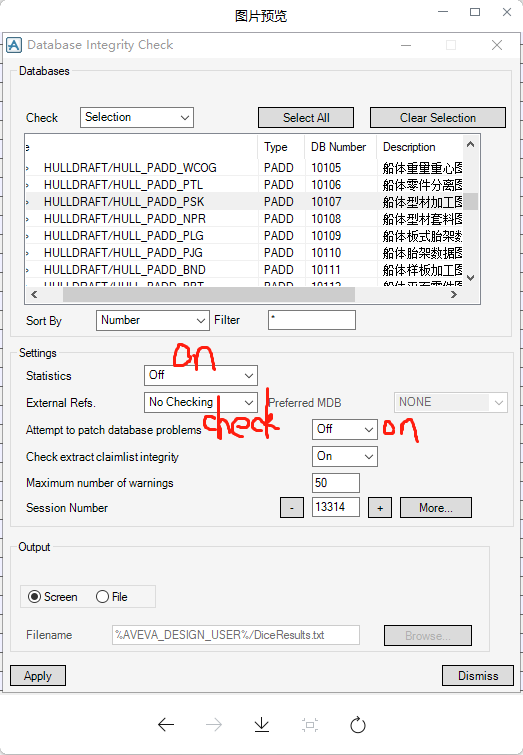 图片预览
Database Integrity Check
Databases
Check Selection Select All Clear Selection
e Type DB Number Description
HULLDRAFT/HULL_PADD_WCOG PADD 10105 船体重量重心图
HULLDRAFT/HULL_PADD_PTL PADD 10106 船体零件分离图
HULLDRAFT/HULL_PADD_PSK PADD 10107 船体型材加工图
HULLDRAFT/HULL_PADD_NPR PADD 10108 船体型材套料图
HULLDRAFT/HULL_PADD_PLG PADD 10109 船体板式胎架数
HULLDRAFT/HULL_PADD_PJG PADD 10110 船体胎架数据图
HULLDRAFT/HULL_PADD_BND PADD 10111 船体样板加工图
PADD
Sort By Number Filter *
Settings
on
Statistics Off
External Refs. No Checking Preferred MDB NONE
check
Attempt to patch database problems Off on
Check extract claimlist integrity On
Maximum number of warnings 50
Session Number - 13314 + More...
Output
Screen File
Filename %AVEVA_DESIGN_USER%/DiceResults.txt Browse...
Apply Dismiss